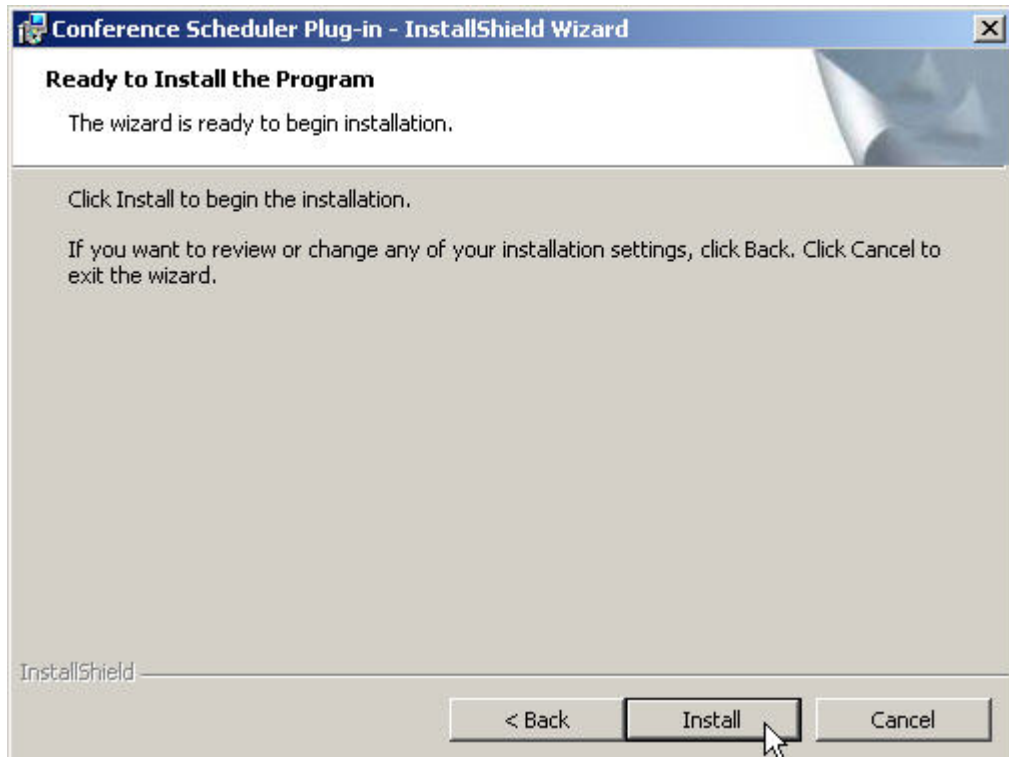 Conference Scheduler Plug-in - InstallShield Wizard
Ready to Install the Program
The wizard is ready to begin installation.
Click Install to begin the installation.
If you want to review or change any of your installation settings, click Back. Click Cancel to
exit the wizard.
InstallShield
< Back Install Cancel